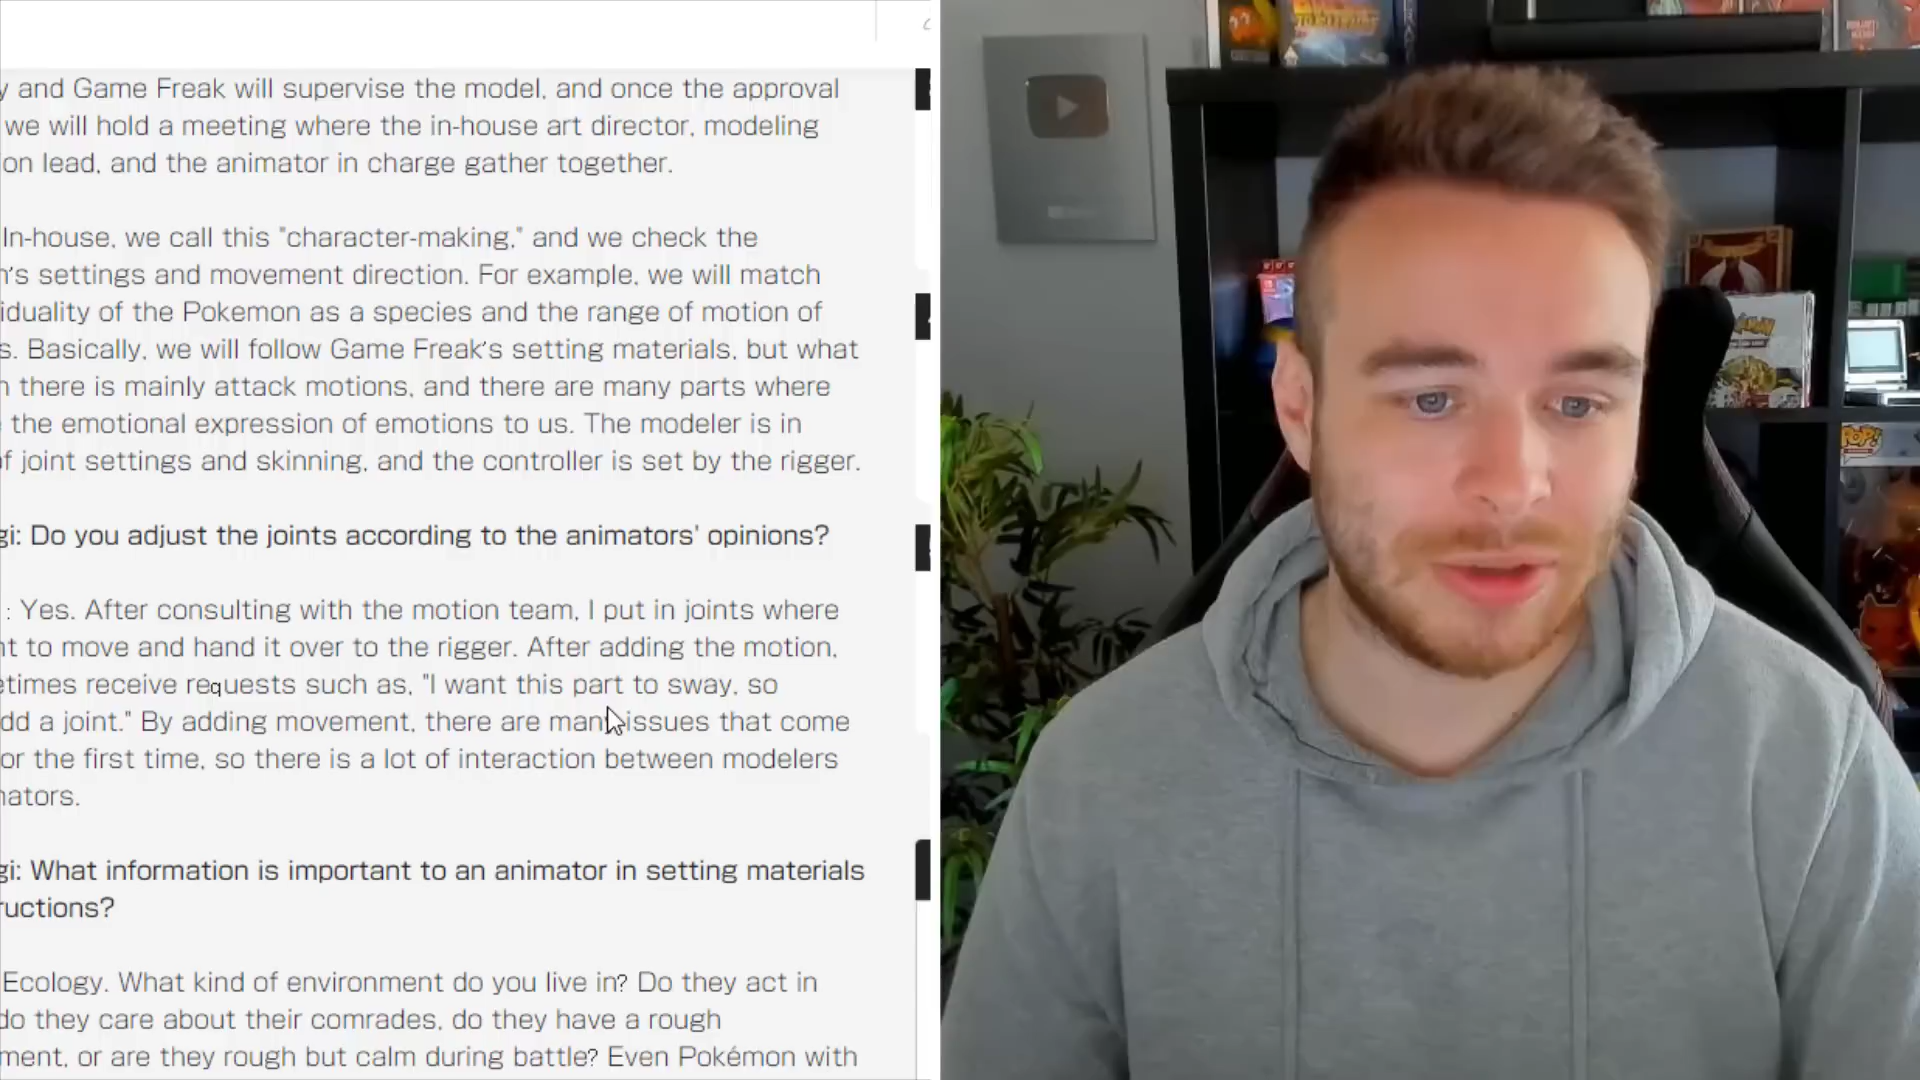 y and Game Freak will supervise the model, and once the approval
we will hold a meeting where the in-house art director, modeling
on lead, and the animator in charge gather together.
In-house, we call this "character-making," and we check the
n's settings and movement direction. For example, we will match
iduality of the Pokemon as a species and the range of motion of
s. Basically, we will follow Game Freak's setting materials, but what
n there is mainly attack motions, and there are many parts where
the emotional expression of emotions to us. The modeler is in
of joint settings and skinning, and the controller is set by the rigger.
gi: Do you adjust the joints according to the animators' opinions?
: Yes. After consulting with the motion team, I put in joints where
nt to move and hand it over to the rigger. After adding the motion,
etimes receive requests such as, "I want this part to sway, so
dd a joint." By adding movement, there are many issues that come
or the first time, so there is a lot of interaction between modelers
nators.
gi: What information is important to an animator in setting materials
ructions?
Ecology. What kind of environment do you live in? Do they act in
do they care about their comrades, do they have a rough
ment, or are they rough but calm during battle? Even Pokémon with
POP!